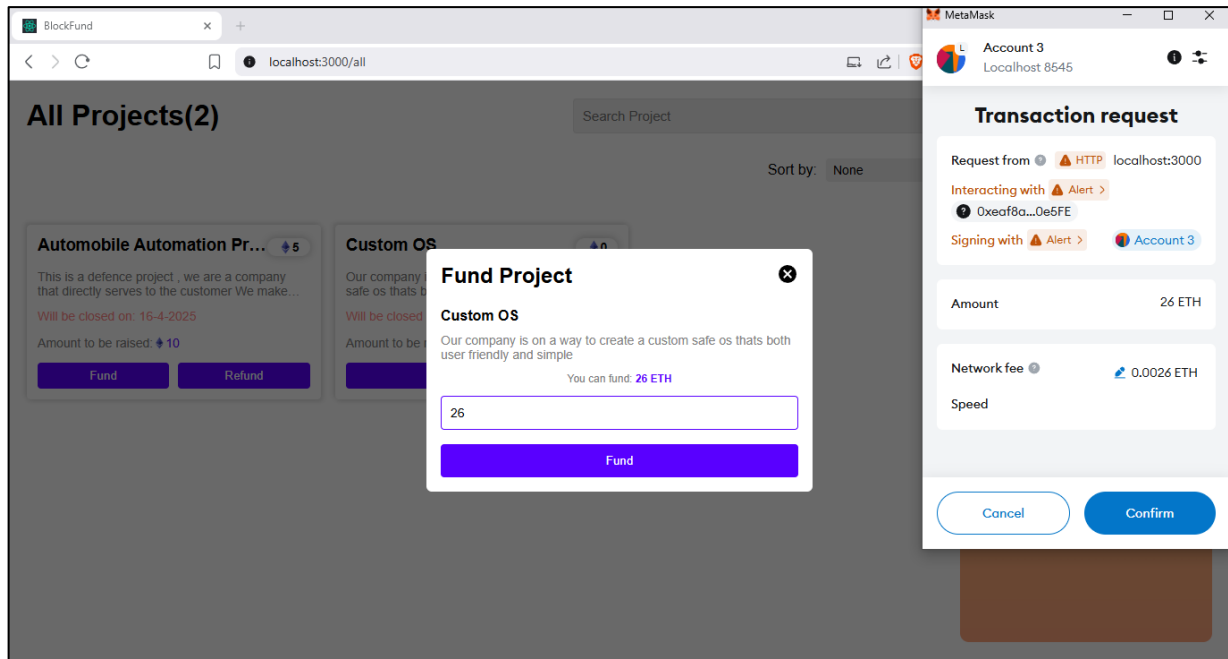 BlockFund
localhost:3000/all
All Projects(2)
Search Project
Sort by: None
Automobile Automation Pr... 5
This is a defence project , we are a company
that directly serves to the customer We make...
Will be closed on: 16-4-2025
Amount to be raised: 10
Fund Refund
Custom OS 0
Our company i
safe os thats b
Will be closed
Amount to be
Fund Project
Custom OS
Our company is on a way to create a custom safe os thats both
user friendly and simple
You can fund: 26 ETH
26
Fund
MetaMask
L
Account 3
Localhost 8545
Transaction request
Request from HTTP localhost:3000
Interacting with Alert >
0xeaf8a...0e5FE
Signing with Alert > Account 3
Amount 26 ETH
Network fee 0.0026 ETH
Speed
Cancel Confirm